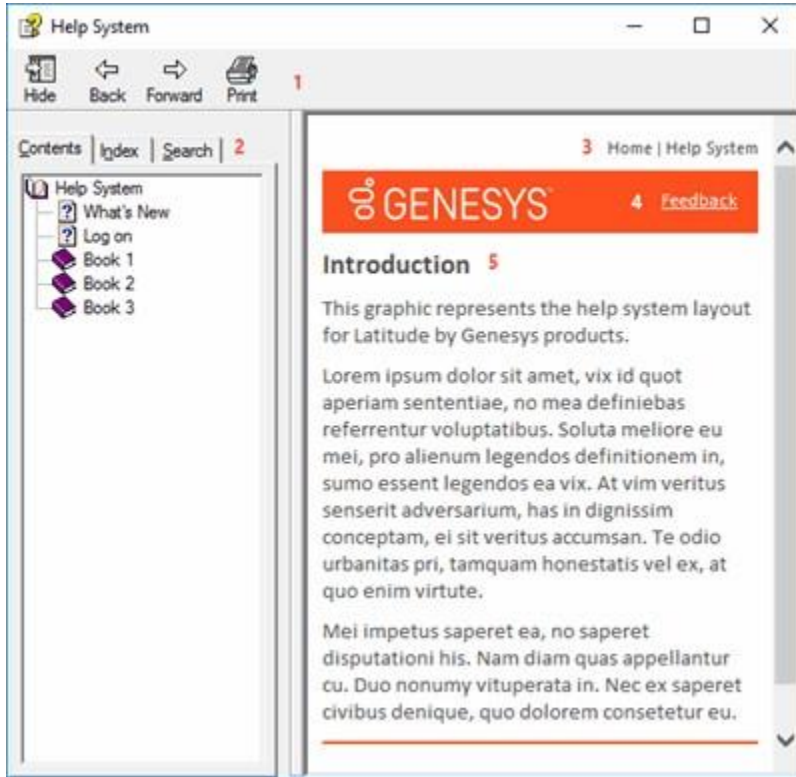 Help System
Hide Back Forward Print 1
Contents Index Search 2
Help System
What's New
Log on
Book 1
Book 2
Book 3
3 Home | Help System
GENESYS 4 Feedback
Introduction 5
This graphic represents the help system layout
for Latitude by Genesys products.
Lorem ipsum dolor sit amet, vix id quot
aperiam sententiae, no mea definiebas
referrentur voluptatibus. Soluta meliore eu
mei, pro alienum legendos definitionem in,
sumo essent legendos ea vix. At vim veritus
senserit adversarium, has in dignissim
conceptam, ei sit veritus accumsan. Te odio
urbanitas pri, tamquam honestatis vel ex, at
quo enim virtute.
Mei impetus saperet ea, no saperet
disputationi his. Nam diam quas appellantur
cu. Duo nonumy vituperata in. Nec ex saperet
civibus denique, quo dolorem consetetur eu.